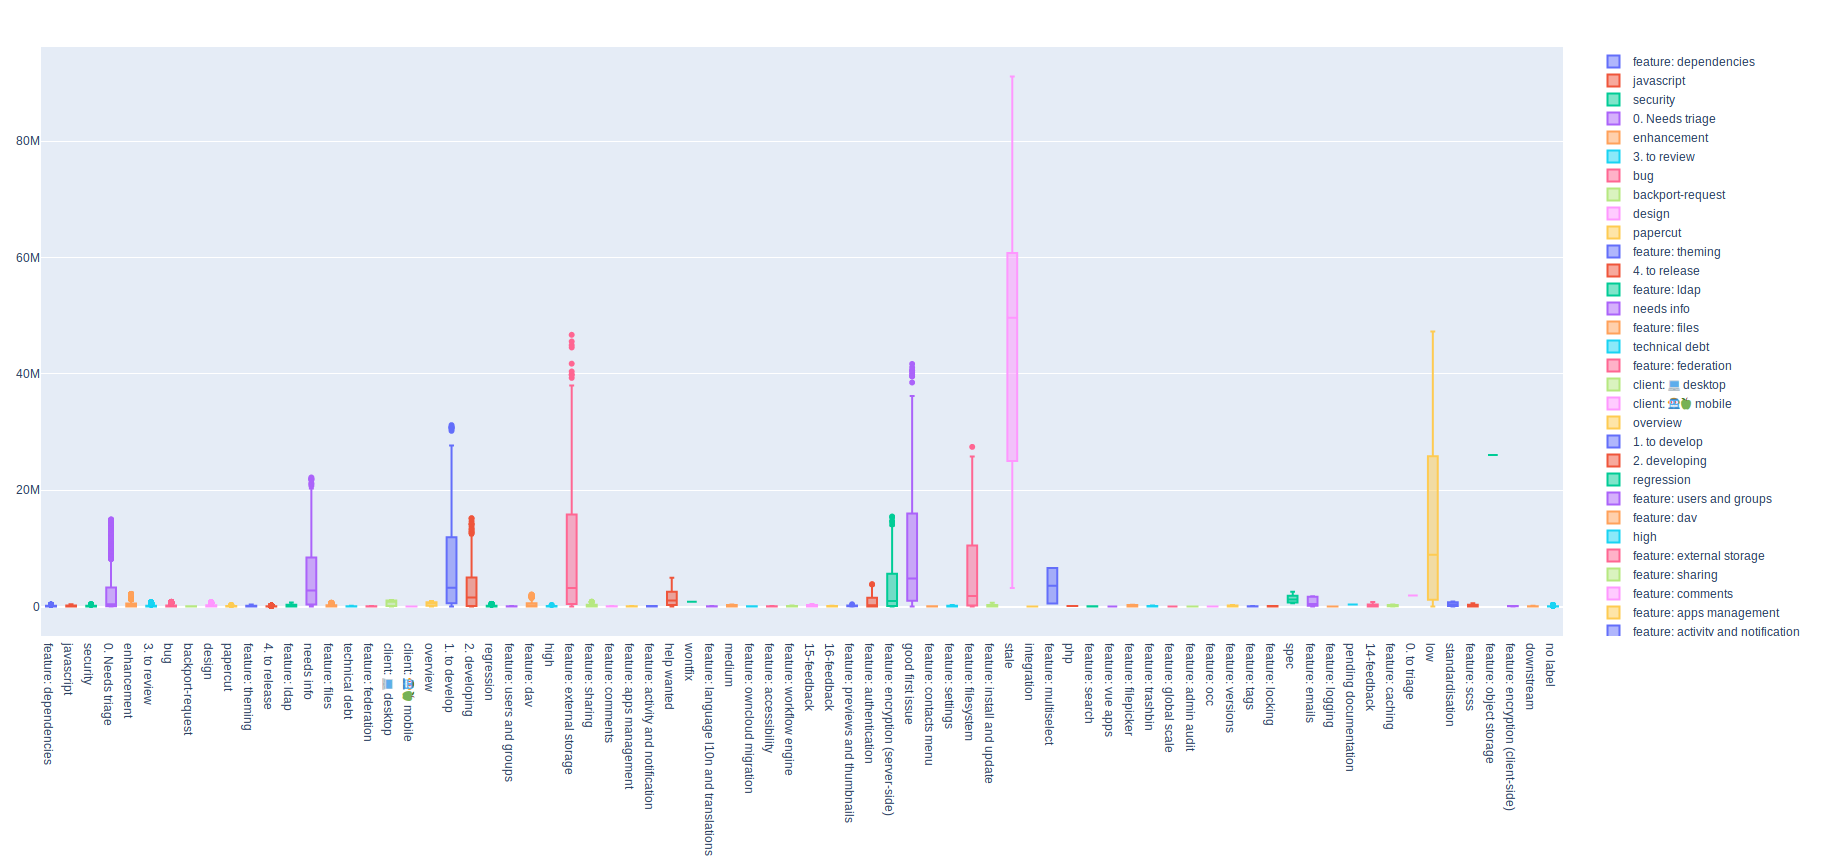 80M
60M
40M
20M
0
feature: dependencies
javascript
security
0. Needs triage
enhancement
3. to review
bug
backport-request
design
papercut
feature: theming
4. to release
feature: ldap
needs info
feature: files
technical debt
feature: federation
client: 💻 desktop
client: 🤖🍏 mobile
overview
1. to develop
2. developing
regression
feature: users and groups
feature: dav
high
feature: external storage
feature: sharing
feature: comments
feature: apps management
feature: activity and notification
help wanted
wontfix
feature: language l10n and translations
medium
feature: owncloud migration
feature: accessibility
feature: workflow engine
15-feedback
16-feedback
feature: previews and thumbnails
feature: authentication
feature: encryption (server-side)
good first issue
feature: contacts menu
feature: settings
feature: filesystem
feature: install and update
stale
integration
feature: multiselect
php
feature: search
feature: vue apps
feature: filepicker
feature: trashbin
feature: global scale
feature: admin audit
feature: occ
feature: versions
feature: tags
feature: locking
spec
feature: emails
feature: logging
pending documentation
14-feedback
feature: caching
0. to triage
low
standardisation
feature: scss
feature: object storage
feature: encryption (client-side)
downstream
no label
feature: dependencies
javascript
security
0. Needs triage
enhancement
3. to review
bug
backport-request
design
papercut
feature: theming
4. to release
feature: ldap
needs info
feature: files
technical debt
feature: federation
client: 💻 desktop
client: 🤖🍏 mobile
overview
1. to develop
2. developing
regression
feature: users and groups
feature: dav
high
feature: external storage
feature: sharing
feature: comments
feature: apps management
feature: activity and notification